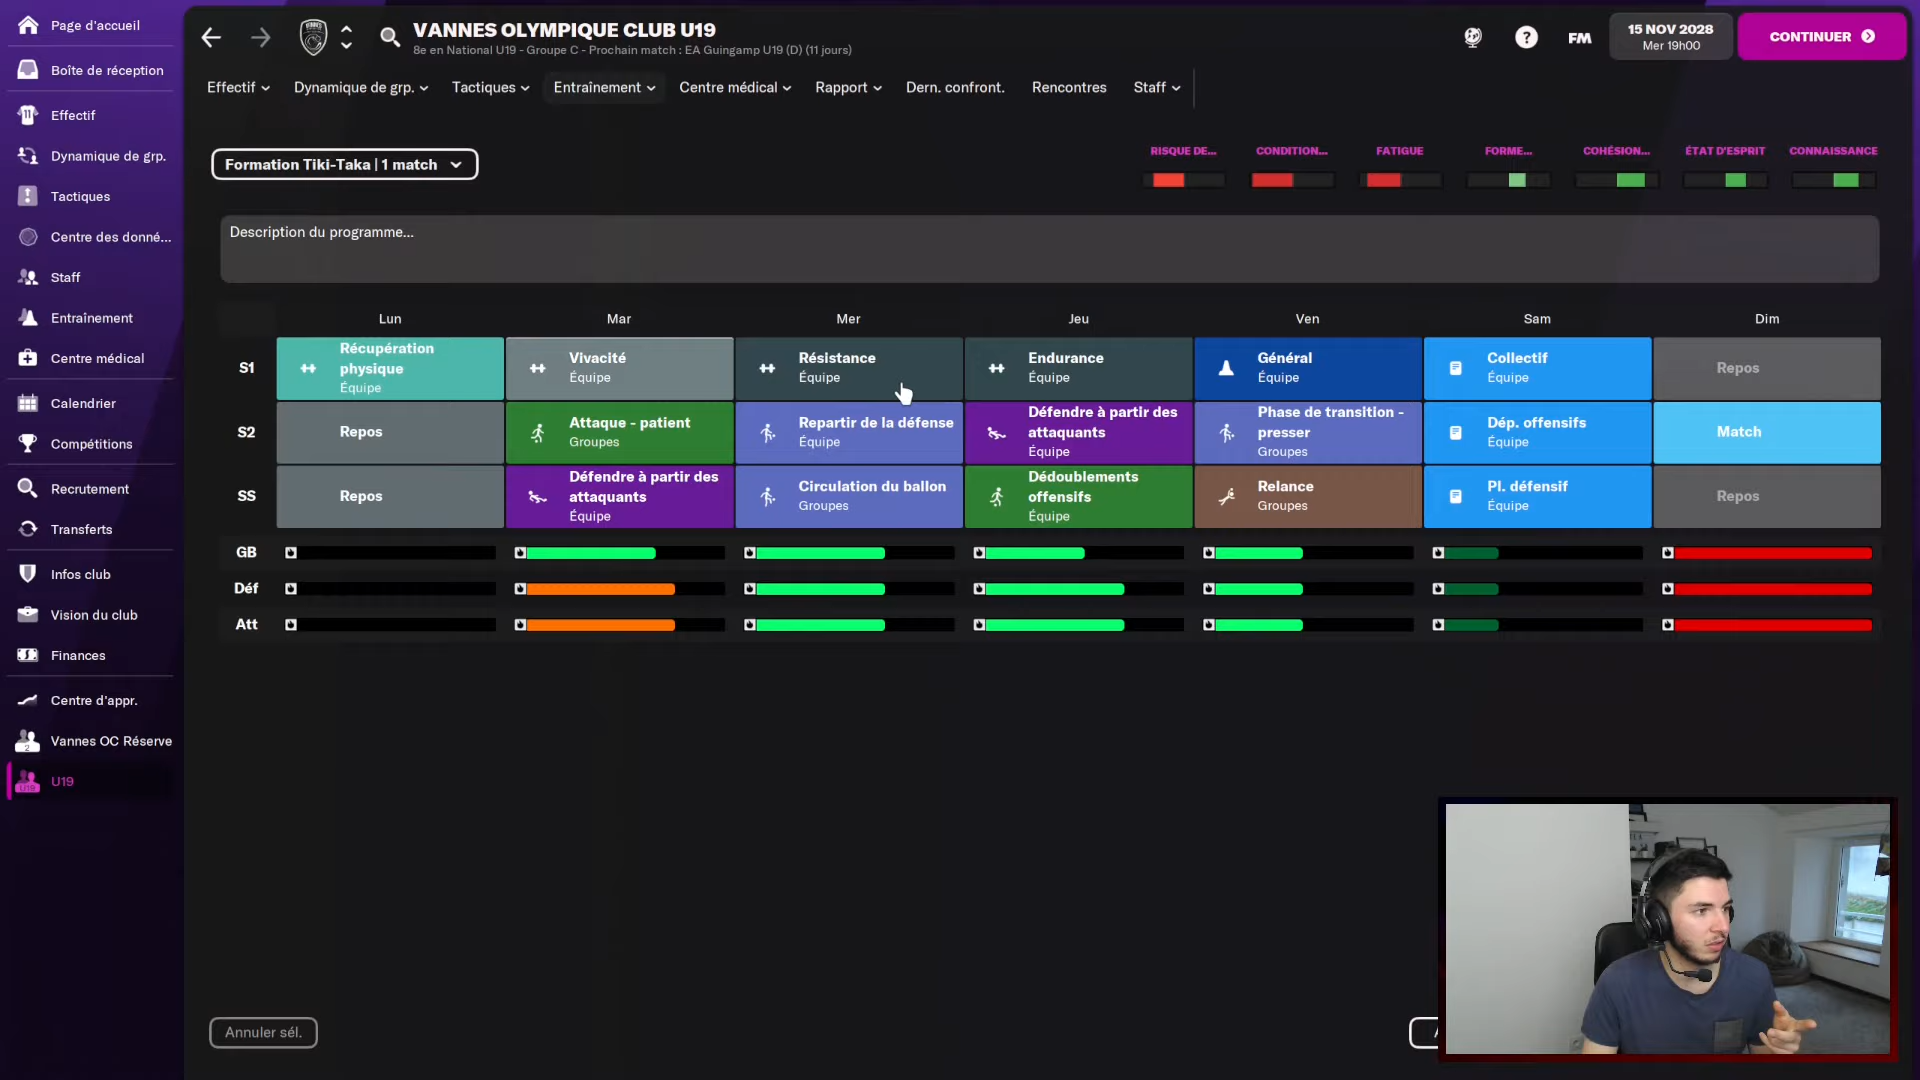 Page d'accueil
Boîte de réception
Effectif
Dynamique de grp.
Tactiques
Centre des donné...
Staff
Entraînement
Centre médical
Calendrier
Compétitions
Recrutement
Transferts
Infos club
Vision du club
Finances
Centre d'appr.
Vannes OC Réserve
U19
VANNES OLYMPIQUE CLUB U19
8e en National U19 - Groupe C - Prochain match : EA Guingamp U19 (D) (11 jours)
FM
15 NOV 2028
Mer 19h00
CONTINUER
Effectif
Dynamique de grp.
Tactiques
Entraînement
Centre médical
Rapport
Dern. confront.
Rencontres
Staff
Formation Tiki-Taka | 1 match
RISQUE DE...
CONDITION...
FATIGUE
FORME...
COHÉSION...
ÉTAT D'ESPRIT
CONNAISSANCE
Description du programme...
Lun Mar Mer Jeu Ven Sam Dim
S1
Récupération
physique
Équipe
Vivacité
Équipe
Résistance
Équipe
Endurance
Équipe
Général
Équipe
Collectif
Équipe
Repos
S2
Repos
Attaque - patient
Groupes
Repartir de la défense
Équipe
Défendre à partir des
attaquants
Équipe
Phase de transition -
presser
Groupes
Dép. offensifs
Équipe
Match
SS
Repos
Défendre à partir des
attaquants
Équipe
Circulation du ballon
Groupes
Dédoublements
offensifs
Équipe
Relance
Groupes
Pl. défensif
Équipe
Repos
GB
Déf
Att
Annuler sél.